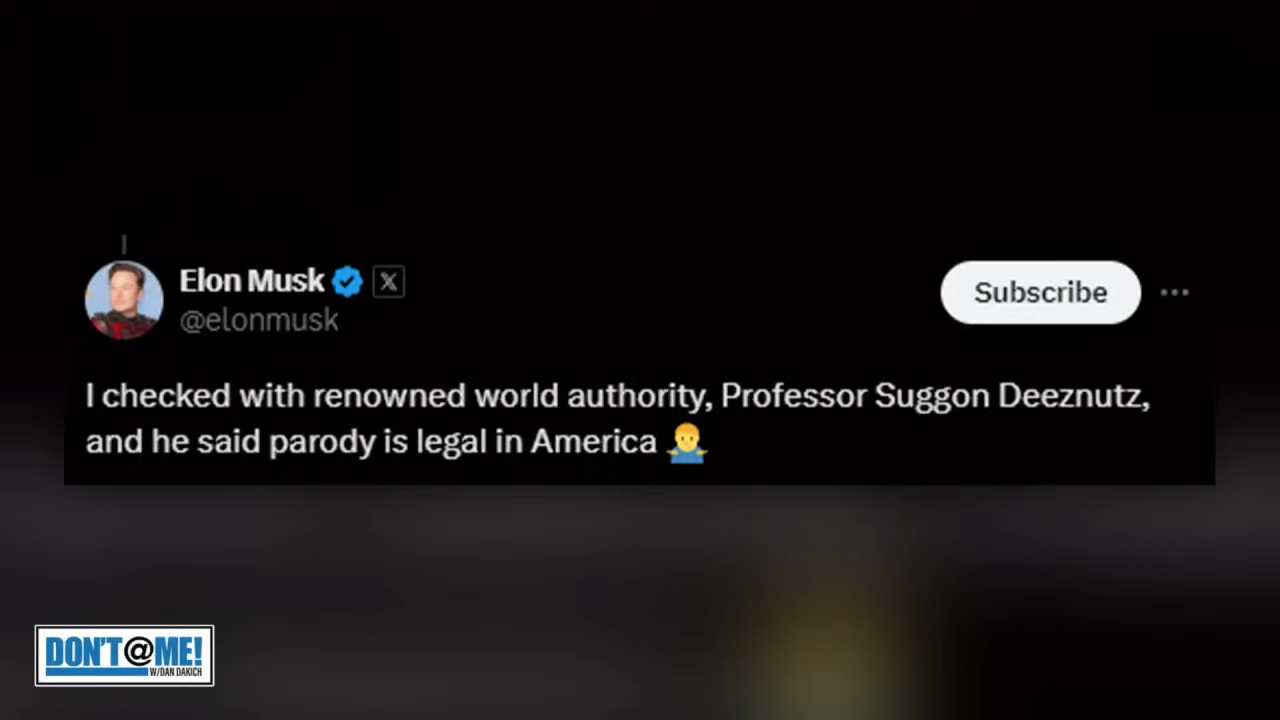 Elon Musk
@elonmusk
Subscribe
I checked with renowned world authority, Professor Suggon Deeznutz,
and he said parody is legal in America 🤷‍♂️
DON'T @ ME!
W/DAN DAKICH